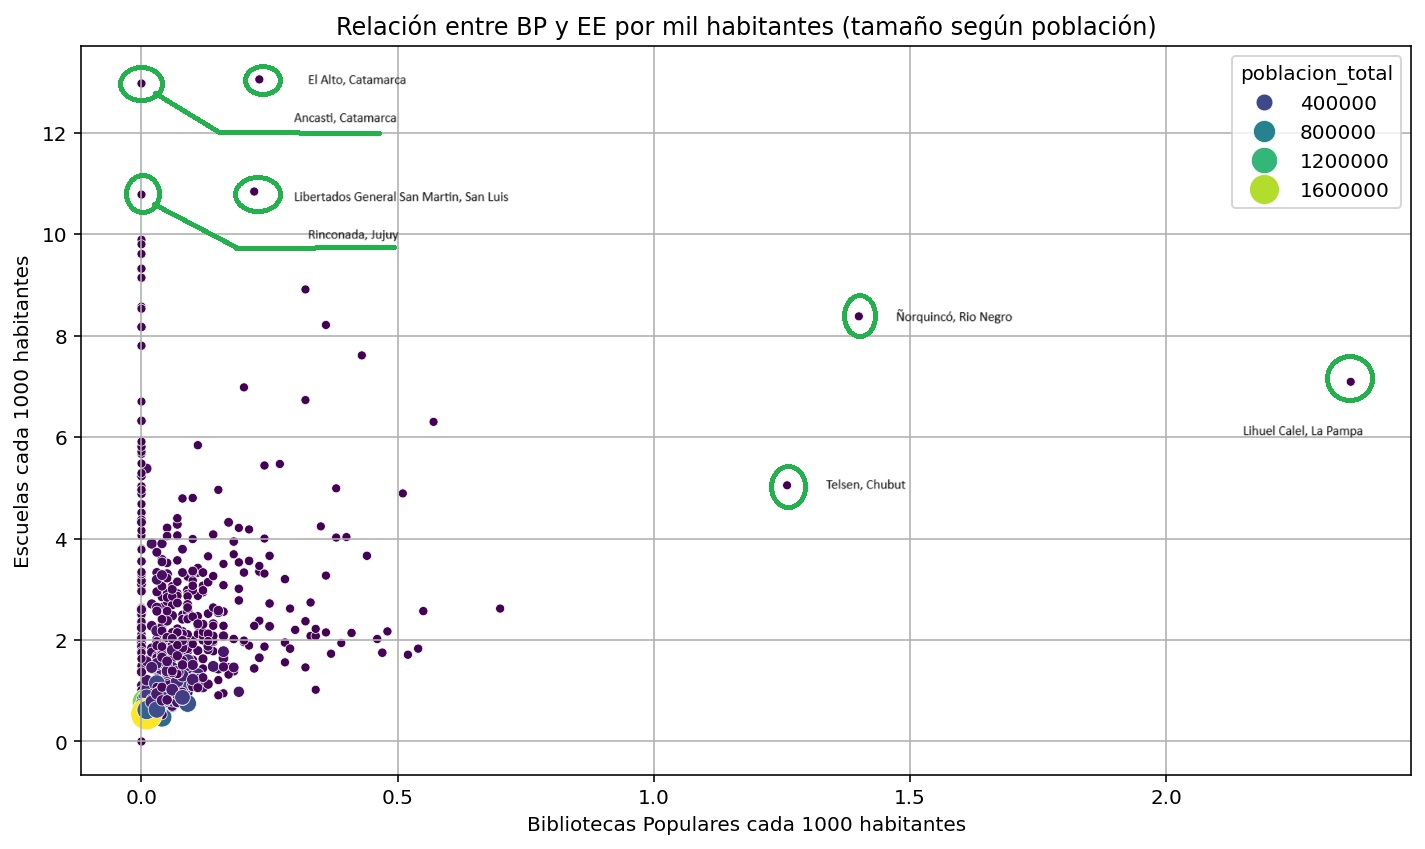 Relación entre BP y EE por mil habitantes (tamaño según población)
poblacion_total
400000
800000
1200000
1600000
El Alto, Catamarca
Ancasti, Catamarca
Libertados General San Martin, San Luis
Rinconada, Jujuy
Ñorquincó, Rio Negro
Lihuel Calel, La Pampa
Telsen, Chubut
Escuelas cada 1000 habitantes
12
10
8
6
4
2
0
0.0
0.5
1.0
1.5
2.0
Bibliotecas Populares cada 1000 habitantes